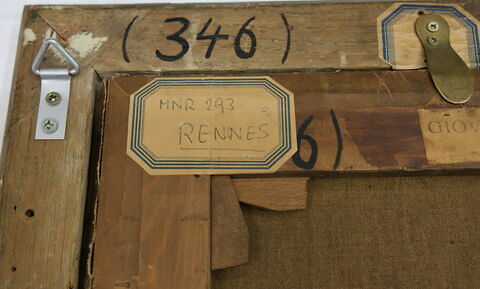 (346)
MNR 293
RENNES
6)
GIOV